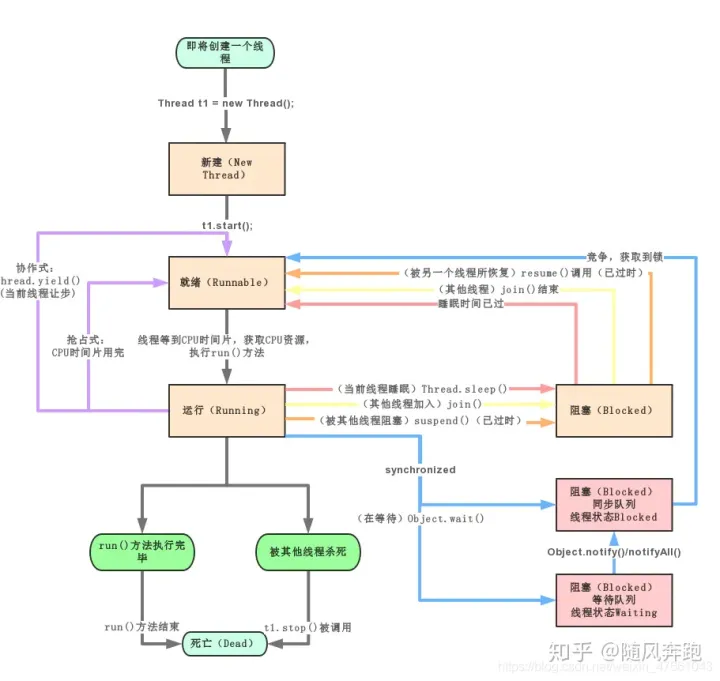 即将创建一个线
程
Thread t1 = new Thread();
新建（New
Thread）
t1.start();
协作式:
hread.yield()
(当前线程让步)
抢占式:
CPU时间片用完
就绪（Runnable）
竞争，获取到锁
（被另一个线程所恢复）resume()调用（已过时）
（其他线程）join()结束
睡眠时间已过
线程等到CPU时间片，获取CPU资源，
执行run()方法
运行（Running）
（当前线程睡眠）Thread.sleep()
（其他线程加入）join()
（被其他线程阻塞）suspend()（已过时）
阻塞（Blocked）
synchronized
（在等待）Object.wait()
阻塞（Blocked）
同步队列
线程状态Blocked
Object.notify()/notifyAll()
阻塞（Blocked）
等待队列
线程状态Waiting
run()方法执行完
毕
被其他线程杀死
run()方法结束
t1.stop()被调用
死亡（Dead）
知乎 @随风奔跑